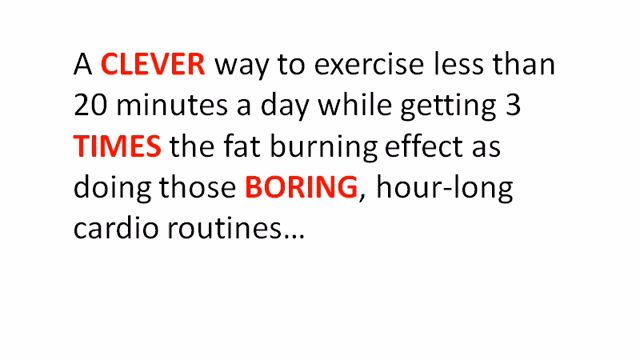 A CLEVER way to exercise less than
20 minutes a day while getting 3
TIMES the fat burning effect as
doing those BORING, hour-long
cardio routines…